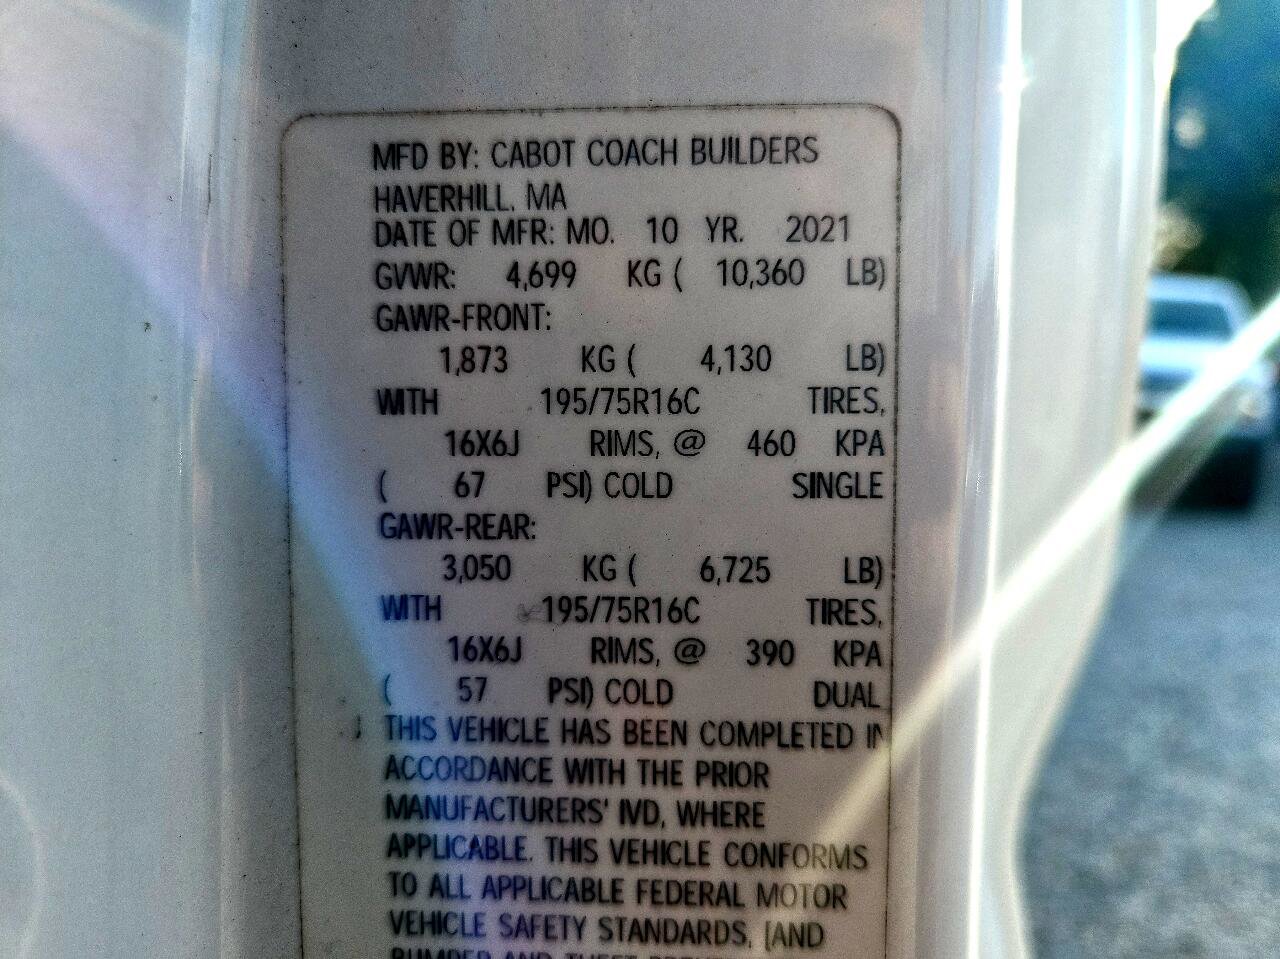 MFD BY: CABOT COACH BUILDERS
HAVERHILL, MA
DATE OF MFR: MO. 10 YR. 2021
GVWR: 4,699 KG ( 10,360 LB)
GAWR-FRONT:
1,873 KG ( 4,130 LB)
WITH 195/75R16C TIRES,
16X6J RIMS, @ 460 KPA
( 67 PSI) COLD SINGLE
GAWR-REAR:
3,050 KG ( 6,725 LB)
WITH 195/75R16C TIRES,
16X6J RIMS, @ 390 KPA
( 57 PSI) COLD DUAL
THIS VEHICLE HAS BEEN COMPLETED IN
ACCORDANCE WITH THE PRIOR
MANUFACTURERS' IVD, WHERE
APPLICABLE. THIS VEHICLE CONFORMS
TO ALL APPLICABLE FEDERAL MOTOR
VEHICLE SAFETY STANDARDS, [AND
BUMPER AND THEFT